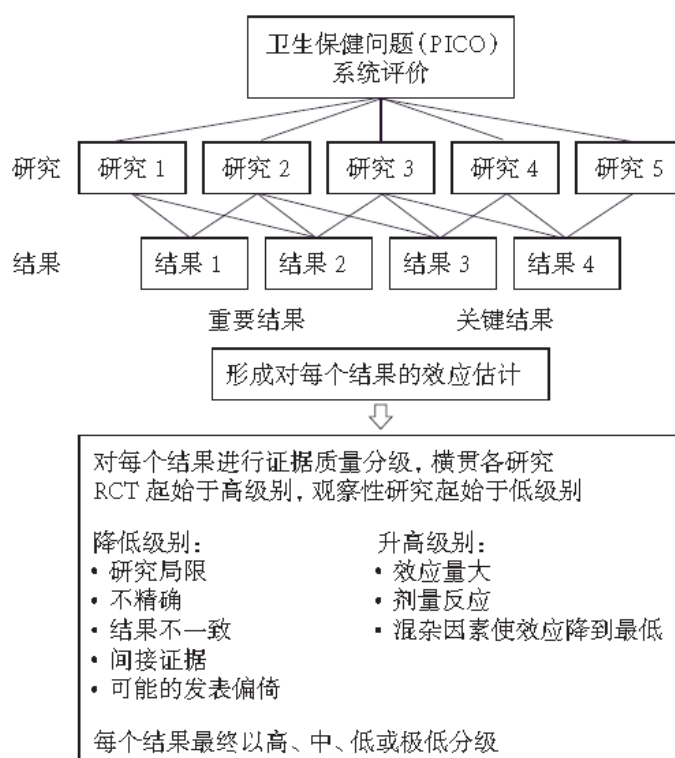 卫生保健问题(PICO)
系统评价
研究 研究 1 研究 2 研究 3 研究 4 研究 5
结果 结果 1 结果 2 结果 3 结果 4
重要结果 关键结果
形成对每个结果的效应估计
对每个结果进行证据质量分级, 横贯各研究
RCT 起始于高级别, 观察性研究起始于低级别
降低级别: 升高级别:
• 研究局限 • 效应量大
• 不精确 • 剂量反应
• 结果不一致 • 混杂因素使效应降到最低
• 间接证据
• 可能的发表偏倚
每个结果最终以高、中、低或极低分级